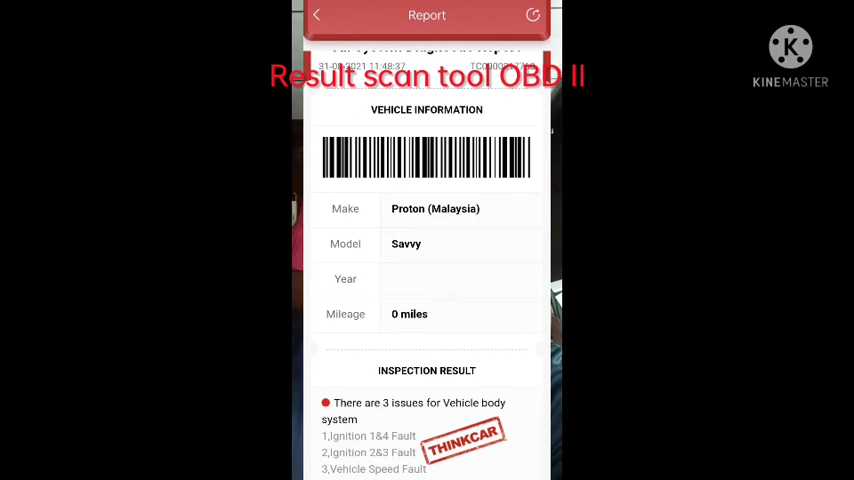 Report
31-08-2021 11:48:37
Result scan tool OBD II
KINEMASTER
VEHICLE INFORMATION
Make Proton (Malaysia)
Model Savvy
Year
Mileage 0 miles
INSPECTION RESULT
There are 3 issues for Vehicle body
system
1,Ignition 1&4 Fault
2,Ignition 2&3 Fault
THINKCAR
3,Vehicle Speed Fault